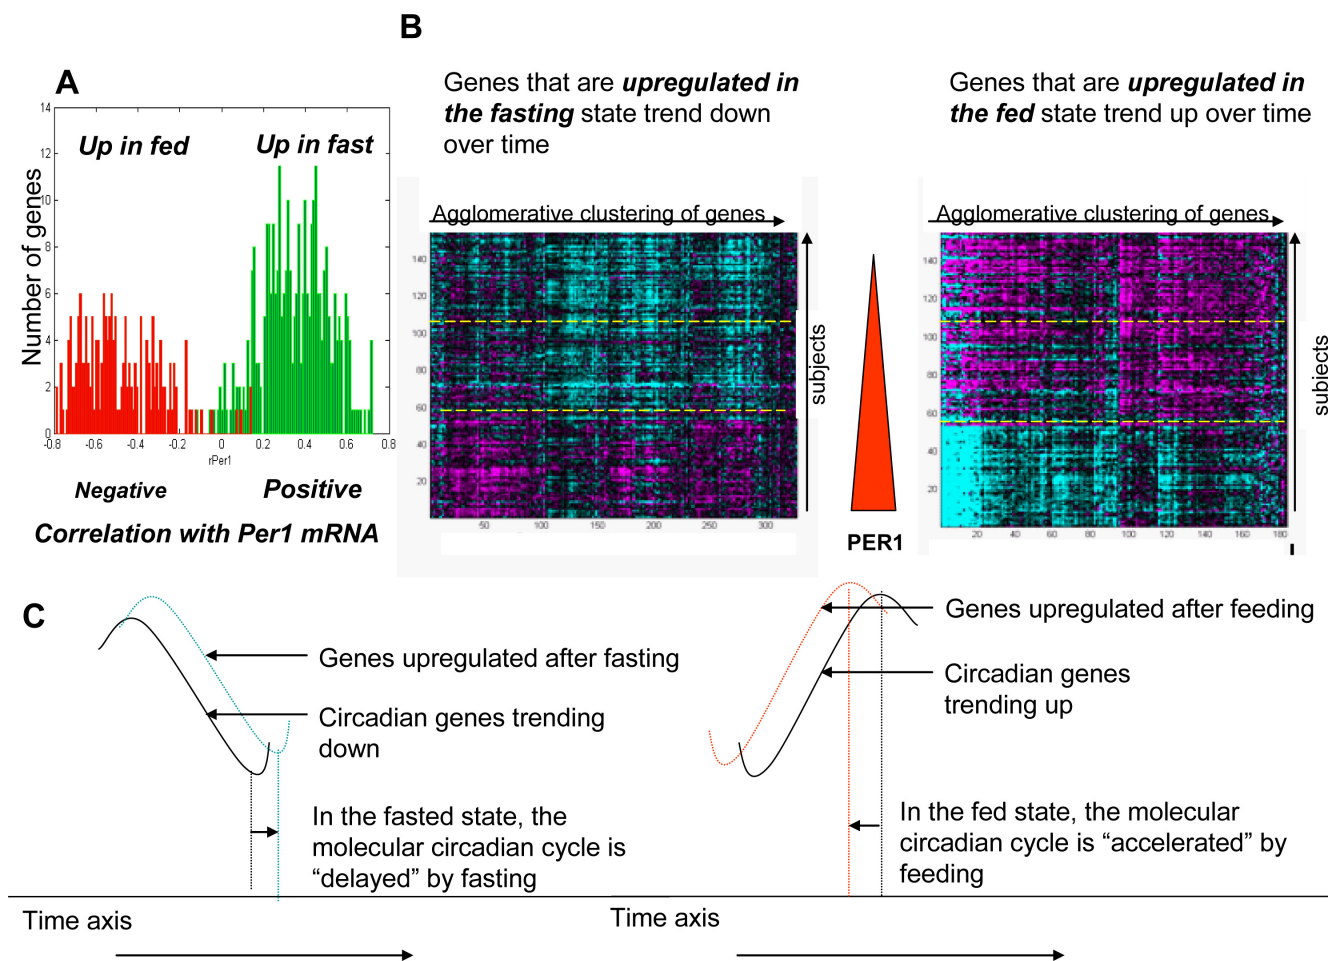 A
14
12
10
8
6
4
2
0
Number of genes
Up in fed
Up in fast
-0.8
-0.6
-0.4
-0.2
0
0.2
0.4
0.6
0.8
rPer1
Negative
Positive
Correlation with Per1 mRNA
B
Genes that are upregulated in
the fasting state trend down
over time
Agglomerative clustering of genes
140
120
100
80
60
40
20
50
100
150
200
250
300
subjects
PER1
Genes that are upregulated in
the fed state trend up over time
Agglomerative clustering of genes
140
120
100
80
60
40
20
20
40
60
80
100
120
140
160
180
subjects
C
Genes upregulated after fasting
Circadian genes trending
down
In the fasted state, the
molecular circadian cycle is
“delayed” by fasting
Time axis
Genes upregulated after feeding
Circadian genes
trending up
In the fed state, the molecular
circadian cycle is “accelerated” by
feeding
Time axis